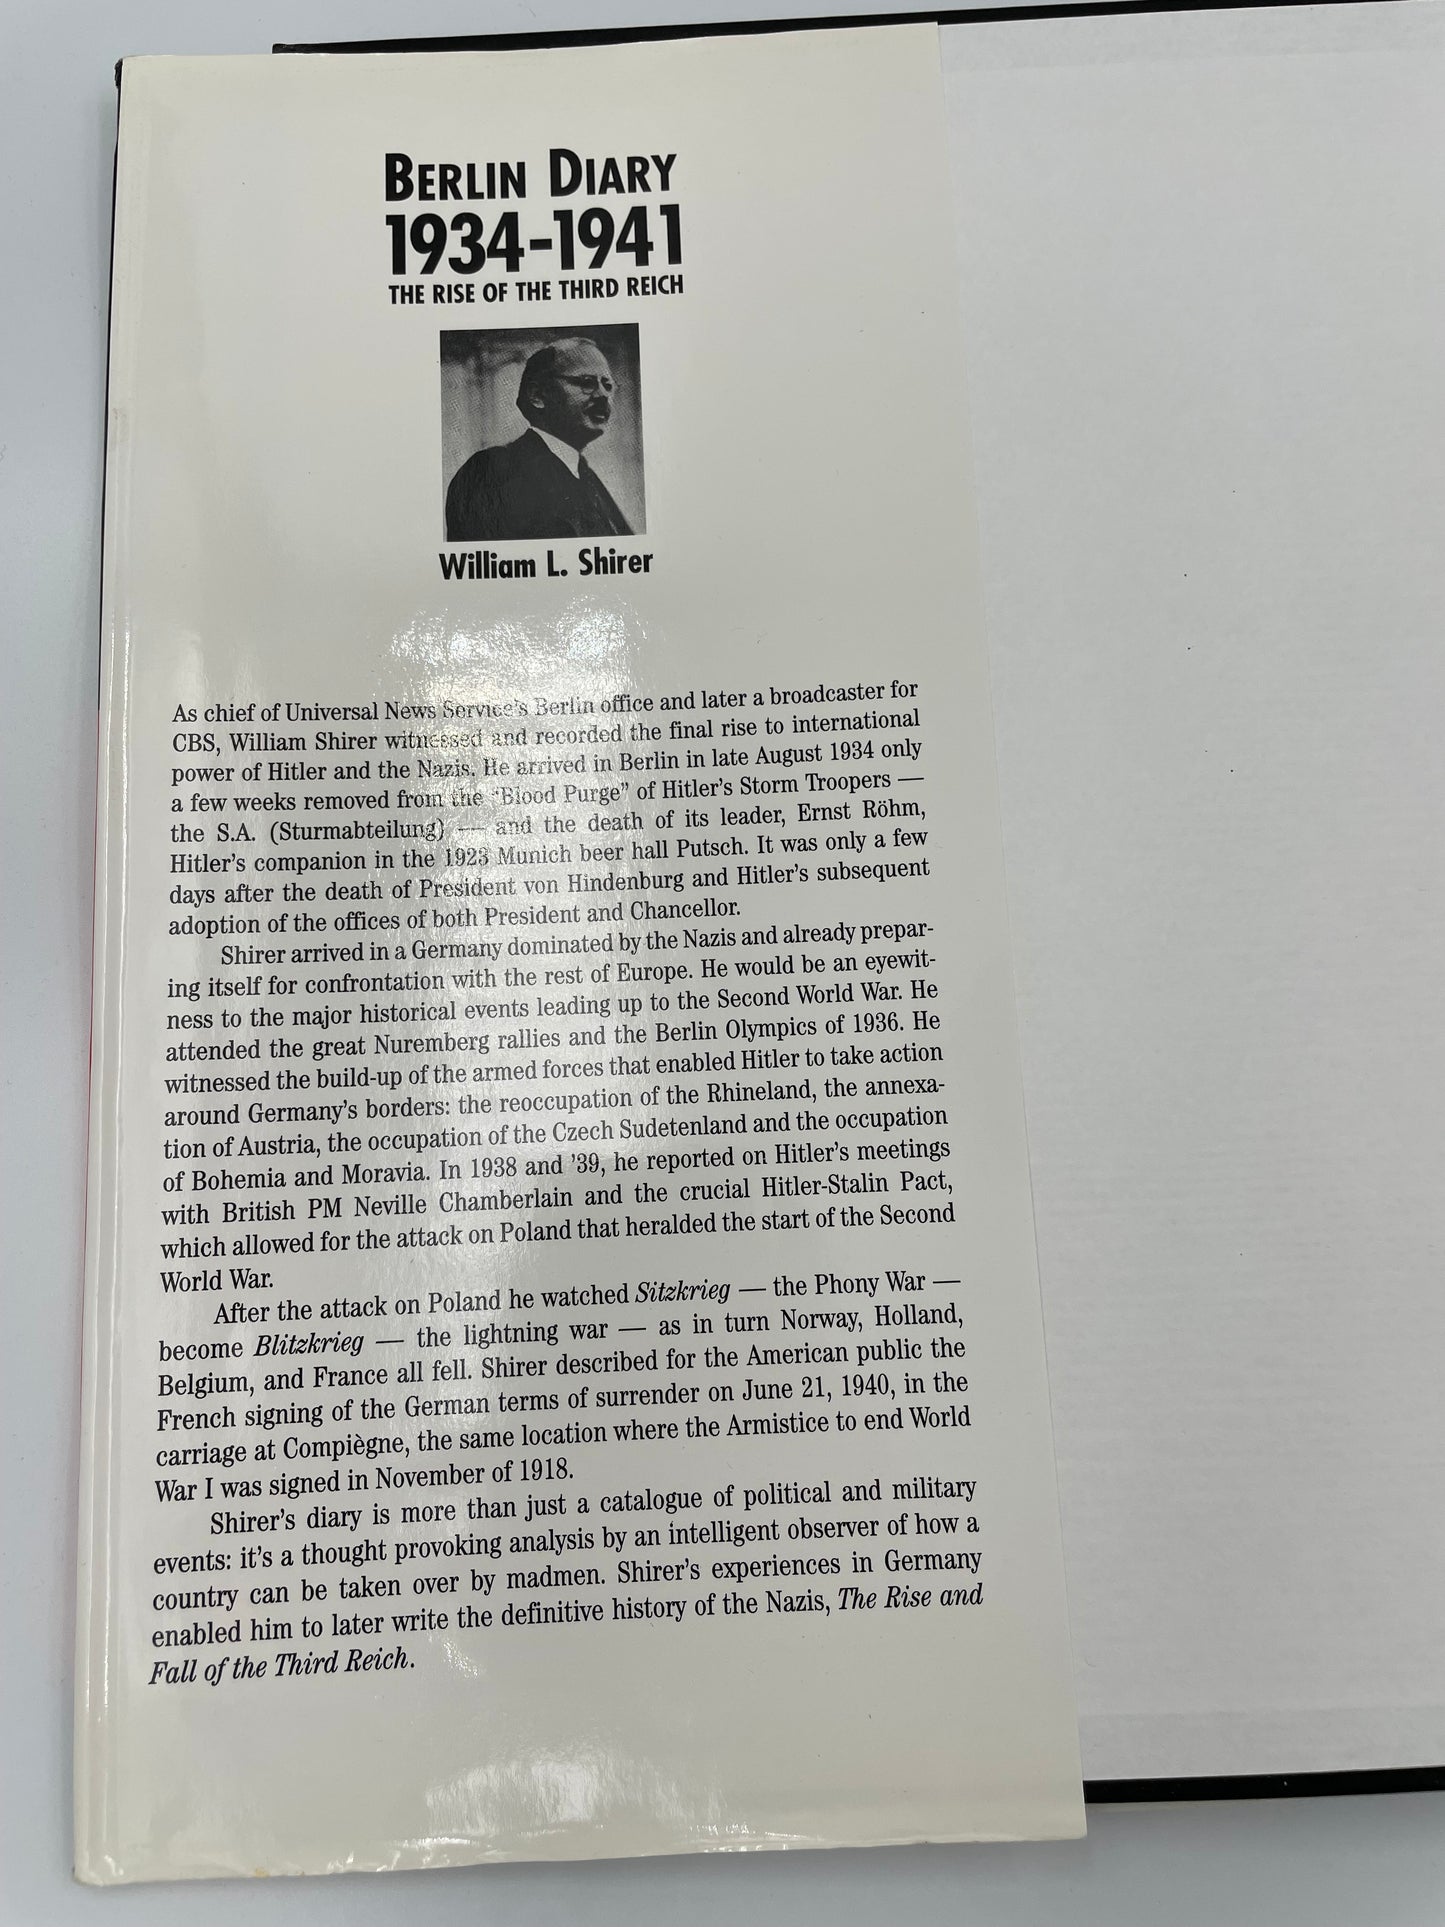 BERLIN DIARY
1934-1941
THE RISE OF THE THIRD REICH
William L. Shirer
As chief of Universal News Service's Berlin office and later a broadcaster for
CBS, William Shirer witnessed and recorded the final rise to international
power of Hitler and the Nazis. He arrived in Berlin in late August 1934 only
a few weeks removed from the "Blood Purge" of Hitler's Storm Troopers —
the S.A. (Sturmabteilung) — and the death of its leader, Ernst Röhm,
Hitler's companion in the 1923 Munich beer hall Putsch. It was only a few
days after the death of President von Hindenburg and Hitler's subsequent
adoption of the offices of both President and Chancellor.
Shirer arrived in a Germany dominated by the Nazis and already prepar-
ing itself for confrontation with the rest of Europe. He would be an eyewit-
ness to the major historical events leading up to the Second World War. He
attended the great Nuremberg rallies and the Berlin Olympics of 1936. He
witnessed the build-up of the armed forces that enabled Hitler to take action
around Germany's borders: the reoccupation of the Rhineland, the annexa-
tion of Austria, the occupation of the Czech Sudetenland and the occupation
of Bohemia and Moravia. In 1938 and '39, he reported on Hitler's meetings
with British PM Neville Chamberlain and the crucial Hitler-Stalin Pact,
which allowed for the attack on Poland that heralded the start of the Second
World War.
After the attack on Poland he watched Sitzkrieg — the Phony War —
become Blitzkrieg — the lightning war — as in turn Norway, Holland,
Belgium, and France all fell. Shirer described for the American public the
French signing of the German terms of surrender on June 21, 1940, in the
carriage at Compiègne, the same location where the Armistice to end World
War I was signed in November of 1918.
Shirer's diary is more than just a catalogue of political and military
events: it's a thought provoking analysis by an intelligent observer of how a
country can be taken over by madmen. Shirer's experiences in Germany
enabled him to later write the definitive history of the Nazis, The Rise and
Fall of the Third Reich.